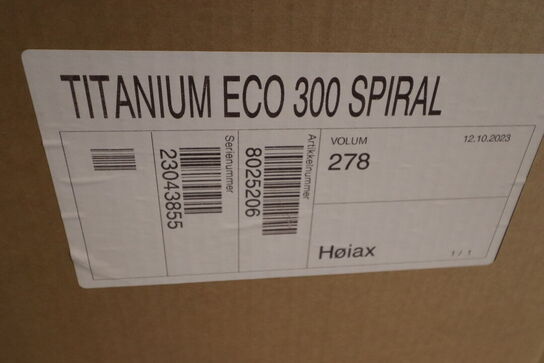 TITANIUM ECO 300 SPIRAL
Serienummer
23043855
Artikkelnummer
8025206
VOLUM
278
12.10.2023
Høiax
1 / 1